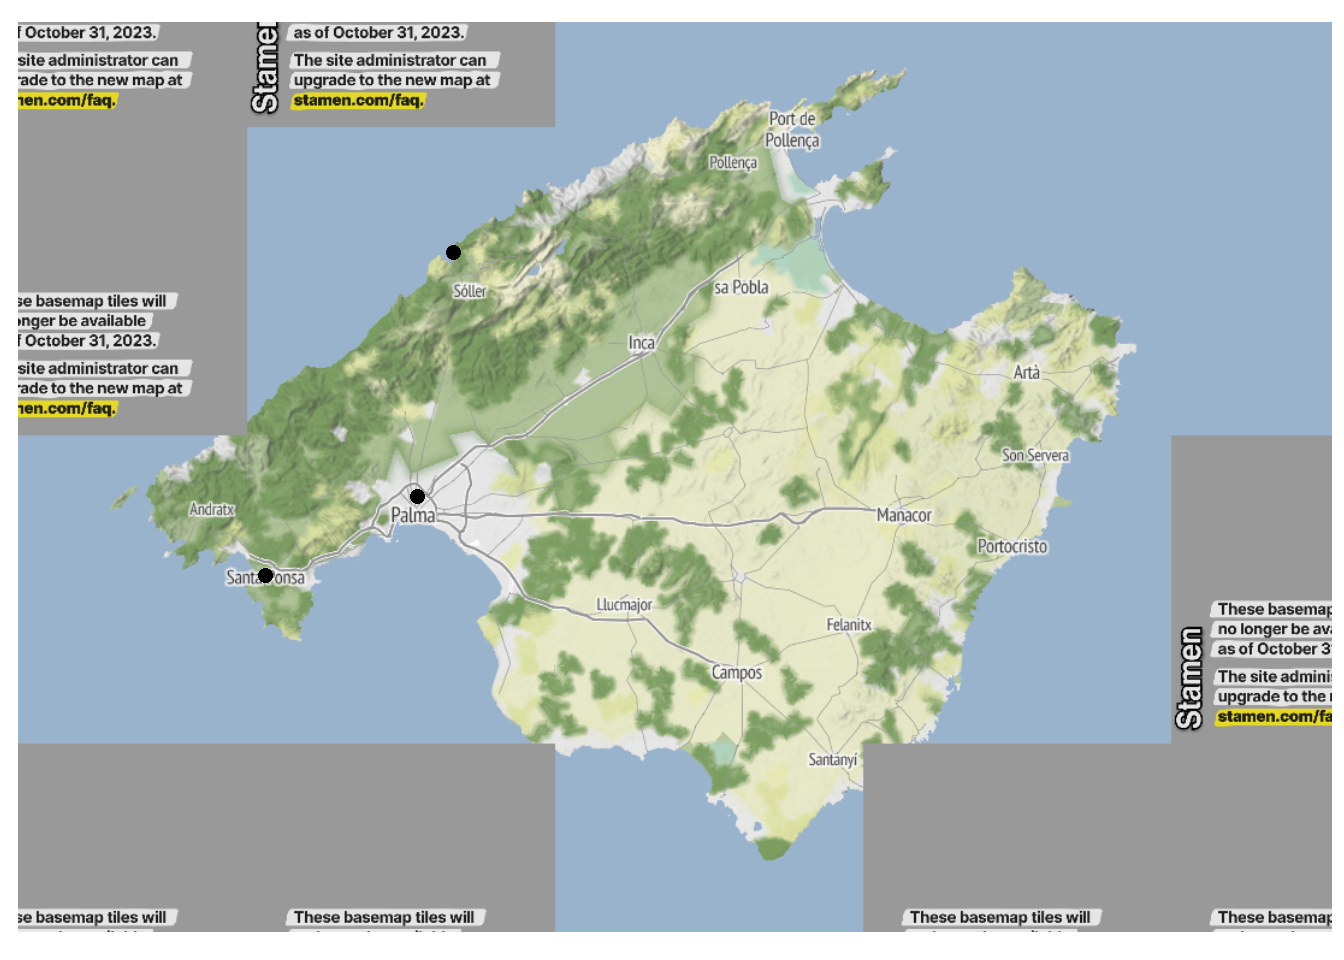 f October 31, 2023.
site administrator can
rade to the new map at
nen.com/faq.
Stamen
as of October 31, 2023.
The site administrator can
upgrade to the new map at
stamen.com/faq.
Port de
Pollença
Pollença
Sóller
sa Pobla
se basemap tiles will
onger be available
f October 31, 2023.
site administrator can
rade to the new map at
nen.com/faq.
Inca
Artà
Son Servera
Andratx
Palma
Manacor
Portocristo
Santa Ponsa
Llucmajor
Felanitx
Campos
Santanyí
Stamen
These basemap
no longer be ava
as of October 3
The site adminis
upgrade to the
stamen.com/fa
se basemap tiles will
These basemap tiles will
These basemap tiles will
These basemap